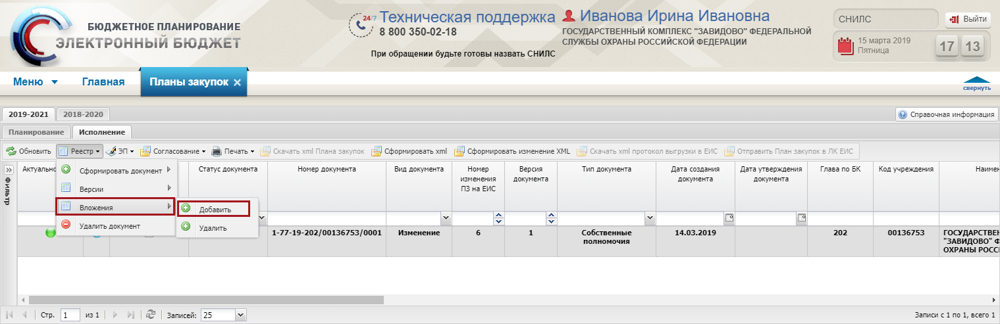 БЮДЖЕТНОЕ ПЛАНИРОВАНИЕ
ЭЛЕКТРОННЫЙ БЮДЖЕТ
24/7
Техническая поддержка
8 800 350-02-18
При обращении будьте готовы назвать СНИЛС
Иванова Ирина Ивановна
ГОСУДАРСТВЕННЫЙ КОМПЛЕКС "ЗАВИДОВО" ФЕДЕРАЛЬНОЙ
СЛУЖБЫ ОХРАНЫ РОССИЙСКОЙ ФЕДЕРАЦИИ
СНИЛС
Выйти
15 марта 2019
Пятница
17 13
Меню Главная Планы закупок
свернуть
2019-2021 2018-2020
Справочная информация
Планирование Исполнение
Обновить Реестр ЭП Согласование Печать Скачать xml Плана закупок Сформировать xml Сформировать изменение XML Скачать xml протокол выгрузки в ЕИС Отправить План закупок в ЛК ЕИС
Фильтр
Актуально
Статус документа
Номер документа
Вид документа
Номер
изменения
ПЗ на ЕИС
Версия
документа
Тип документа
Дата создания
документа
Дата утверждения
документа
Глава по БК
Код учреждения
Наимен
Сформировать документ
Версии
Вложения
Удалить документ
Добавить
Удалить
1-77-19-202/00136753/0001
Изменение
6
1
Собственные
полномочия
14.03.2019
202
00136753
ГОСУДАРСТВЕН
"ЗАВИДОВО" Ф
ОХРАНЫ РОССІ
Стр. 1 из 1 Записей: 25
Записи с 1 по 1, всего 1